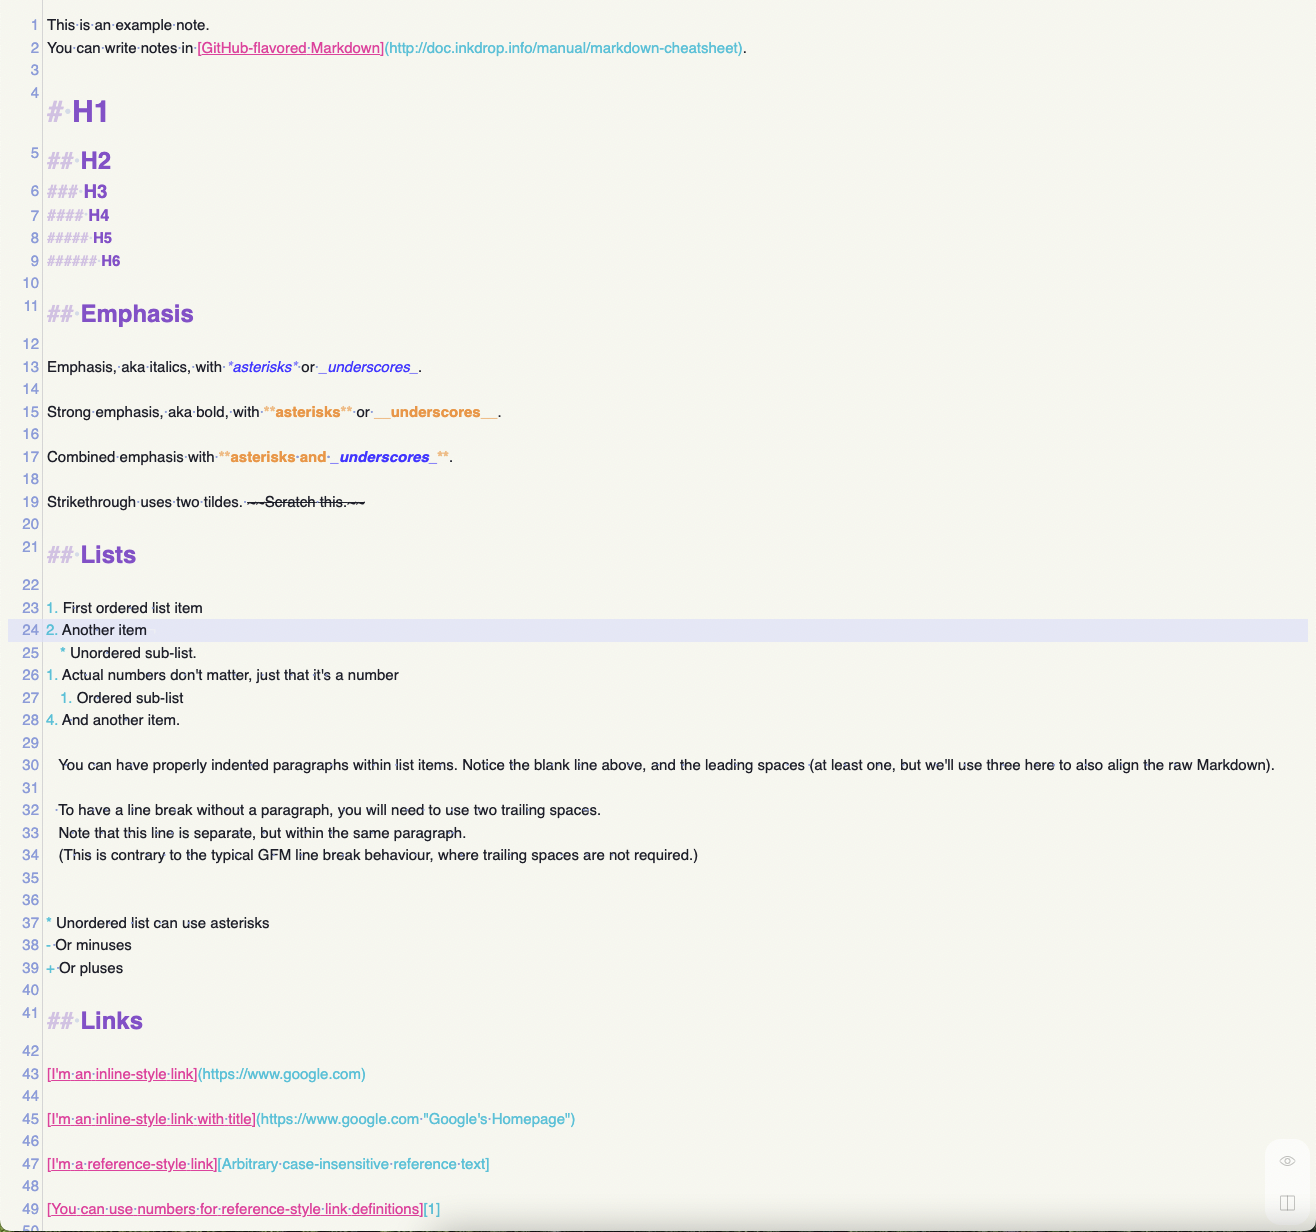 1 This is an example note.
2 You can write notes in [GitHub-flavored Markdown](http://doc.inkdrop.info/manual/markdown-cheatsheet).
3
4 # H1
5 ## H2
6 ### H3
7 #### H4
8 ##### H5
9 ###### H6
10
11 ## Emphasis
12
13 Emphasis, aka italics, with *asterisks* or _underscores_.
14
15 Strong emphasis, aka bold, with **asterisks** or __underscores__.
16
17 Combined emphasis with **asterisks and _underscores_**.
18
19 Strikethrough uses two tildes. ~~Scratch this.~~
20
21 ## Lists
22
23 1. First ordered list item
24 2. Another item
25 * Unordered sub-list.
26 1. Actual numbers don't matter, just that it's a number
27 1. Ordered sub-list
28 4. And another item.
29
30 You can have properly indented paragraphs within list items. Notice the blank line above, and the leading spaces (at least one, but we'll use three here to also align the raw Markdown).
31
32 To have a line break without a paragraph, you will need to use two trailing spaces.
33 Note that this line is separate, but within the same paragraph.
34 (This is contrary to the typical GFM line break behaviour, where trailing spaces are not required.)
35
36
37 * Unordered list can use asterisks
38 - Or minuses
39 + Or pluses
40
41 ## Links
42
43 [I'm an inline-style link](https://www.google.com)
44
45 [I'm an inline-style link with title](https://www.google.com "Google's Homepage")
46
47 [I'm a reference-style link][Arbitrary case-insensitive reference text]
48
49 [You can use numbers for reference-style link definitions][1]
50